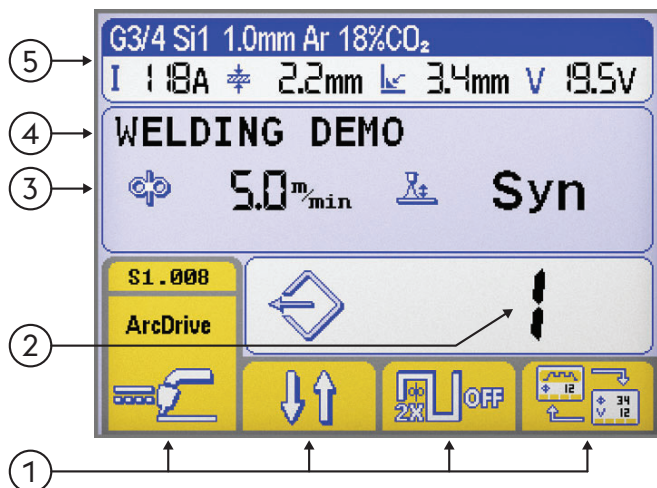 G3/4 Si1 1.0mm Ar 18%CO₂
5 I 118A 2.2mm 3.4mm V 19.5V
4 WELDING DEMO
3 5.0 m/min Syn
S1.008
ArcDrive
2 1
2X OFF 12 34 V 12
1